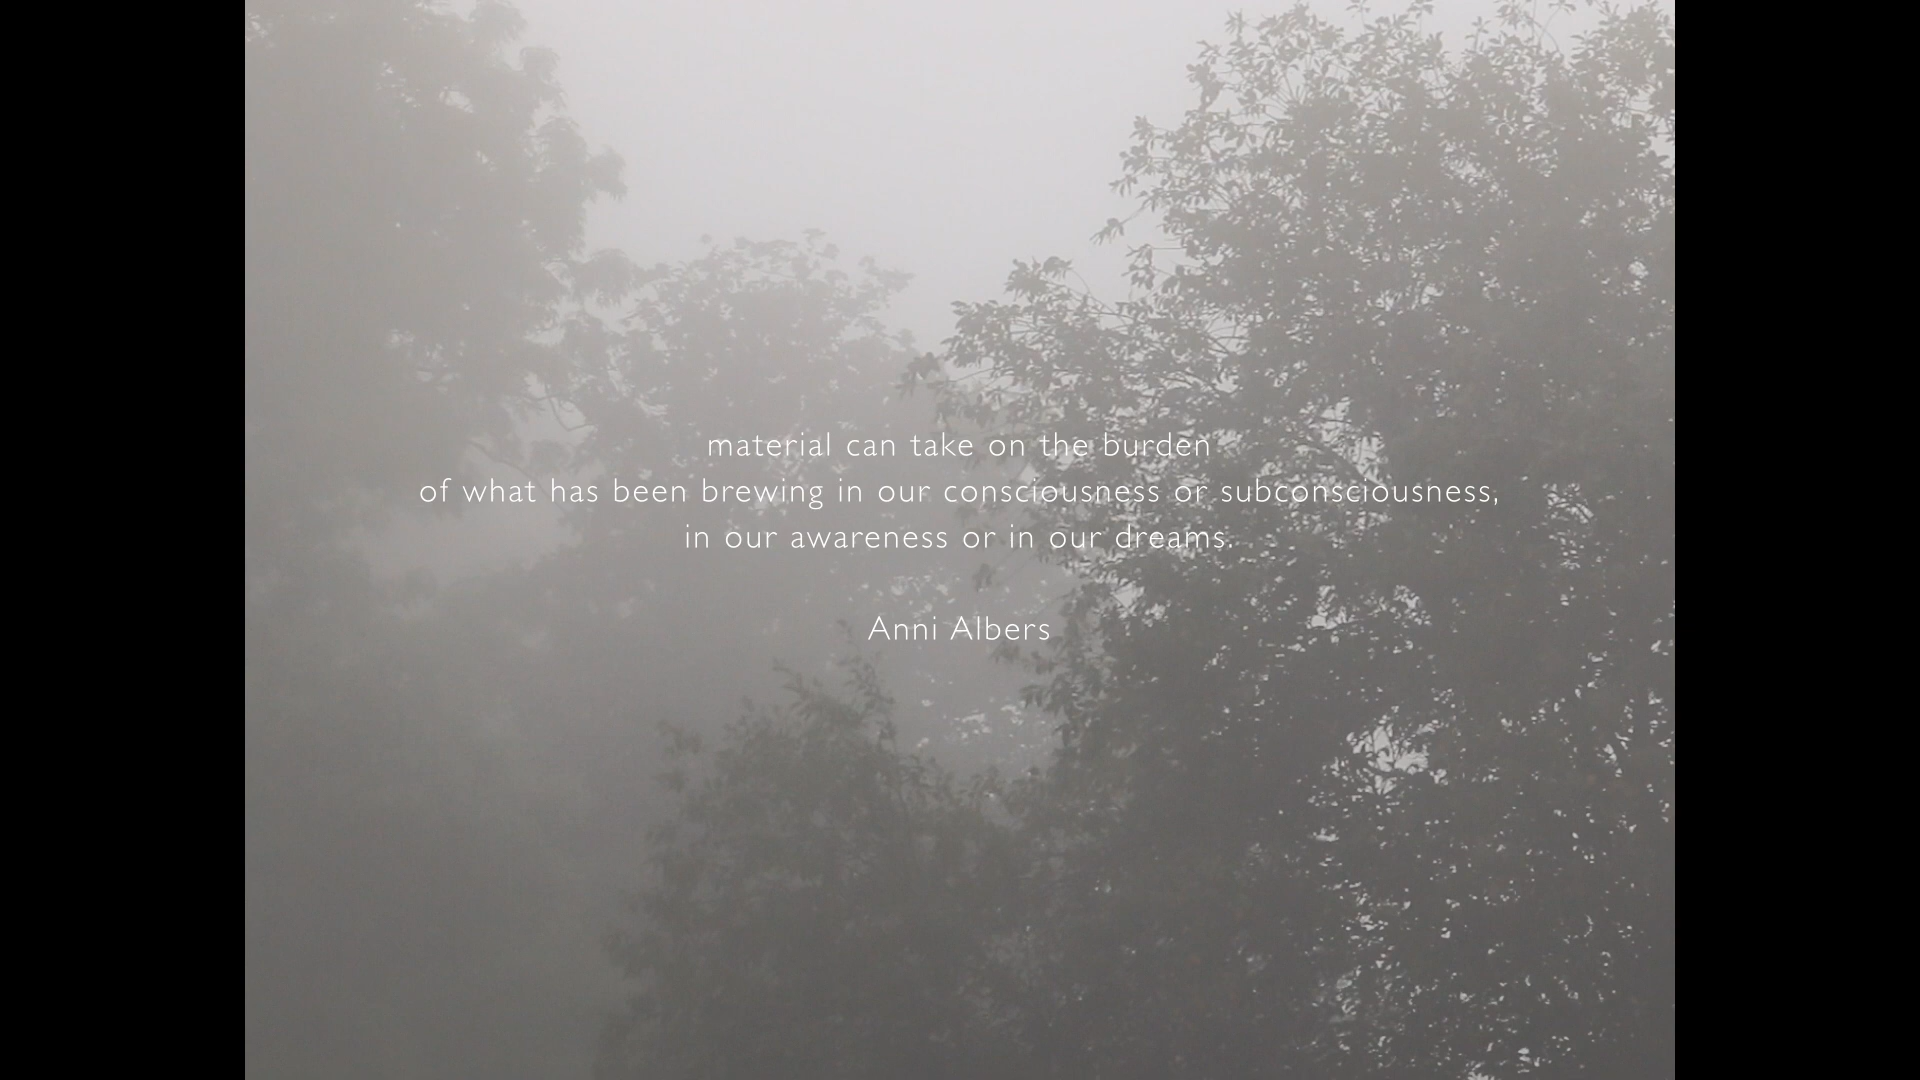 material can take on the burden
of what has been brewing in our consciousness or subconsciousness,
in our awareness or in our dreams.
Anni Albers